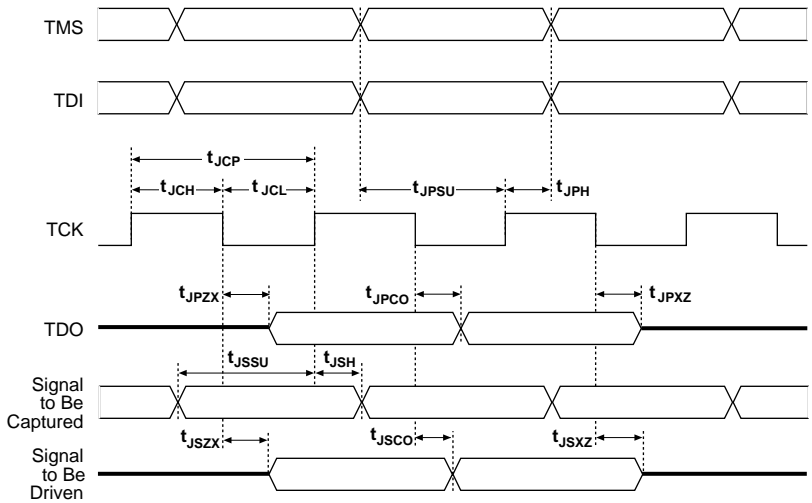 TMS
TDI
tJCP
tJCH tJCL tJPSU tJPH
TCK
tJPZX tJPCO tJPXZ
TDO
tJSSU tJSH
Signal
to Be
Captured
tJSZX tJSCO tJSXZ
Signal
to Be
Driven